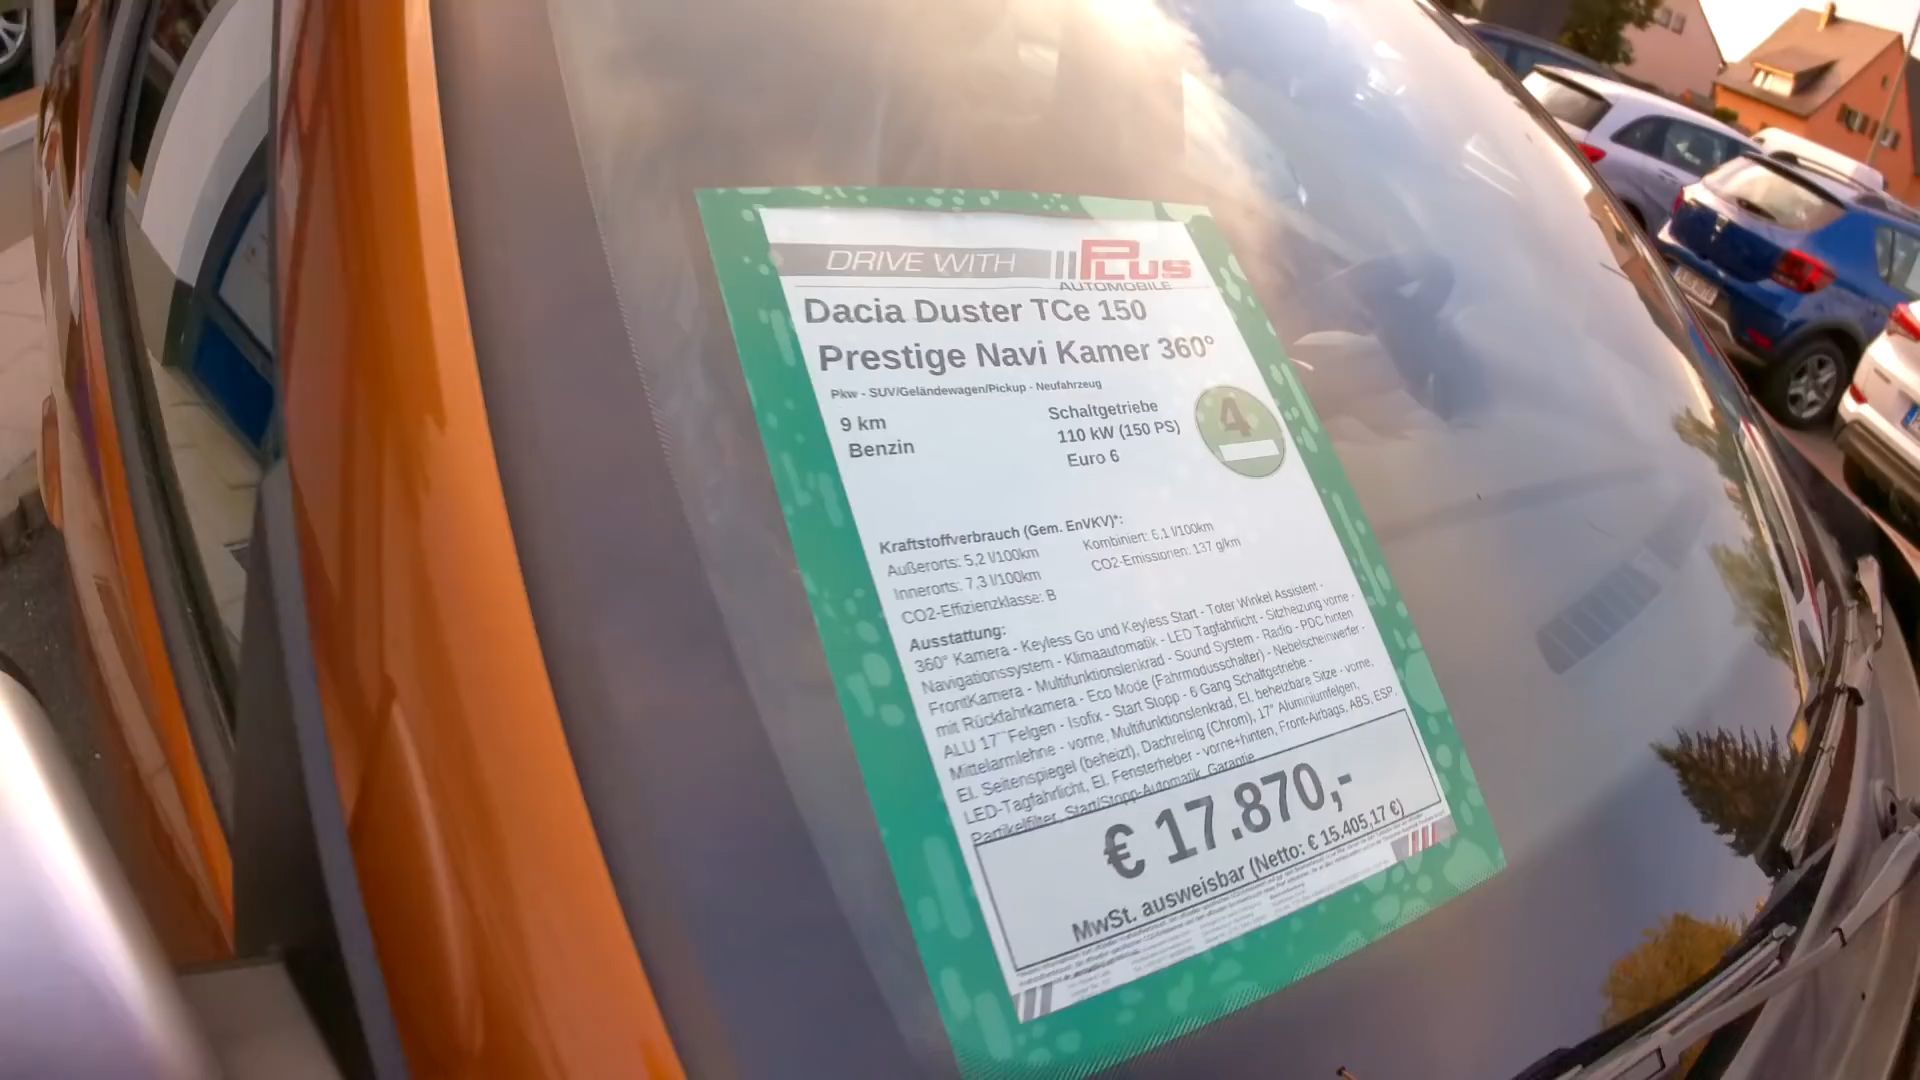 DRIVE WITH PLUS
AUTOMOBILE
Dacia Duster TCe 150
Prestige Navi Kamer 360°
Pkw - SUV/Geländewagen/Pickup - Neufahrzeug
9 km
Benzin
Schaltgetriebe
110 kW (150 PS)
Euro 6
4
Kraftstoffverbrauch (Gem. EnVKV)*:
Außerorts: 5,2 l/100km
Kombiniert: 6,1 l/100km
Innerorts: 7,3 l/100km
CO2-Emissionen: 137 g/km
CO2-Effizienzklasse: B
Ausstattung:
360° Kamera - Keyless Go und Keyless Start - Toter Winkel Assistent -
Navigationssystem - Klimaautomatik - LED Tagfahrlicht - Sitzheizung vorne -
FrontKamera - Multifunktionslenkrad - Sound System - Radio - PDC hinten
mit Rückfahrkamera - Eco Mode (Fahrmodusschalter) - Nebelscheinwerfer -
ALU 17´´ Felgen - Isofix - Start Stopp - 6 Gang Schaltgetriebe -
Mittelarmlehne - vorne, Multifunktionslenkrad, El. beheizbare Sitze - vorne,
El. Seitenspiegel (beheizt), Dachreling (Chrom), 17" Aluminiumfelgen,
LED-Tagfahrlicht, El. Fensterheber - vorne+hinten, Front-Airbags, ABS, ESP,
Partikelfilter, Start/Stopp-Automatik, Garantie
€ 17.870,-
MwSt. ausweisbar (Netto: € 15.405,17 €)